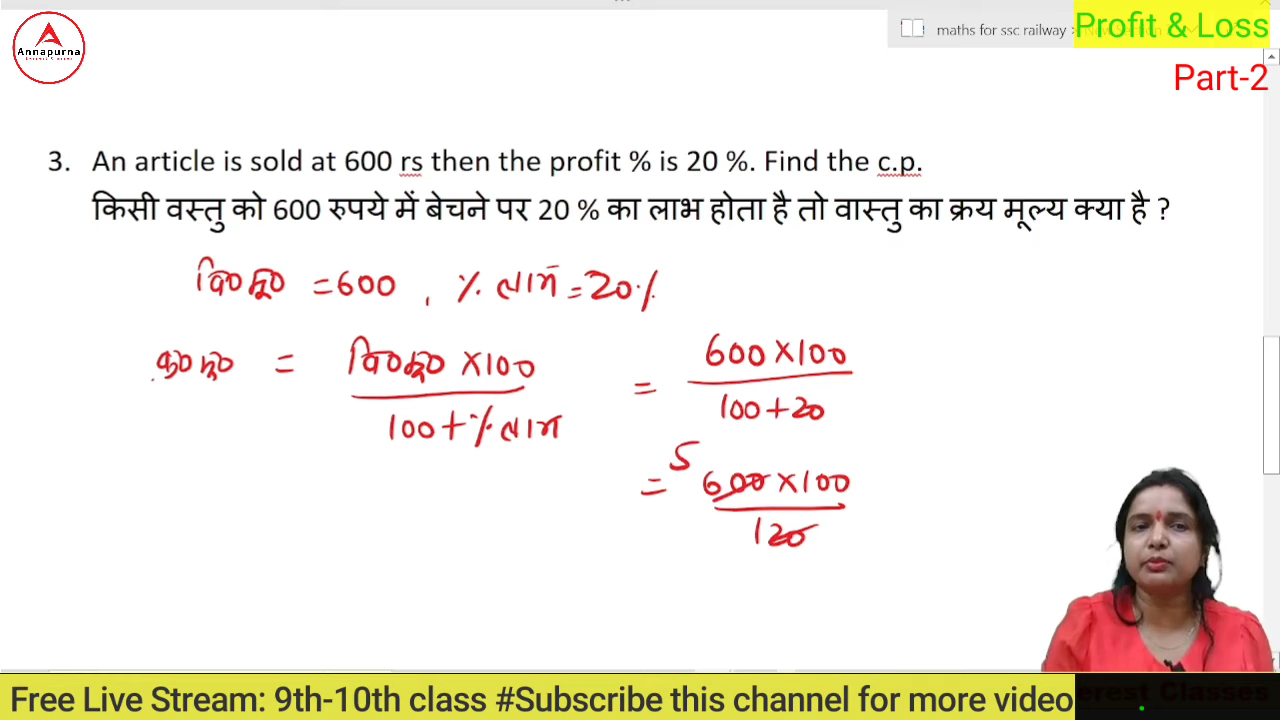 Annapurna
maths for ssc railway >
Profit & Loss
Part-2
3. An article is sold at 600 rs then the profit % is 20 %. Find the c.p.
किसी वस्तु को 600 रुपये में बेचने पर 20 % का लाभ होता है तो वास्तु का क्रय मूल्य क्या है ?
वि० मू० = 600 , % लाभ = 20%
क्र० मू० = वि० मू० × 100 / 100 + % लाभ = 600 × 100 / 100 + 20
= 5 600 × 100 / 120
Free Live Stream: 9th-10th class #Subscribe this channel for more video